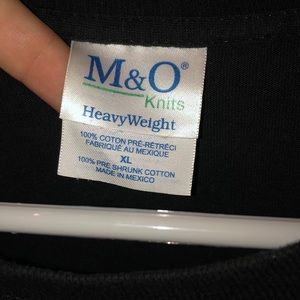 M&O®
Knits
HeavyWeight
100% COTON PRÉ-RÉTRÉCI
FABRIQUÉ AU MEXIQUE
XL
100% PRE SHRUNK COTTON
MADE IN MEXICO